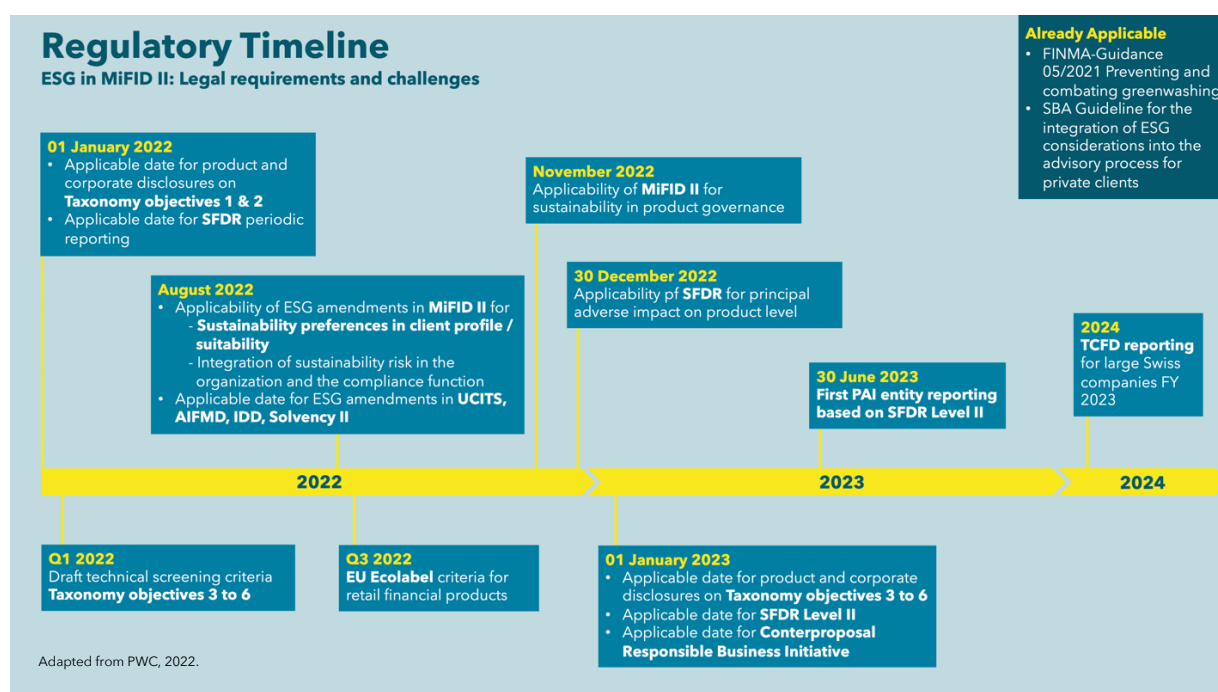 Regulatory Timeline
ESG in MiFID II: Legal requirements and challenges
Already Applicable
• FINMA-Guidance
05/2021 Preventing and
combating greenwashing
• SBA Guideline for the
integration of ESG
considerations into the
advisory process for
private clients
01 January 2022
• Applicable date for product and
corporate disclosures on
Taxonomy objectives 1 & 2
• Applicable date for SFDR periodic
reporting
November 2022
Applicability of MiFID II for
sustainability in product governance
August 2022
• Applicability of ESG amendments in MiFID II for
- Sustainability preferences in client profile /
suitability
- Integration of sustainability risk in the
organization and the compliance function
• Applicable date for ESG amendments in UCITS,
AIFMD, IDD, Solvency II
30 December 2022
Applicability pf SFDR for principal
adverse impact on product level
30 June 2023
First PAI entity reporting
based on SFDR Level II
2024
TCFD reporting
for large Swiss
companies FY
2023
2022
2023
2024
Q1 2022
Draft technical screening criteria
Taxonomy objectives 3 to 6
Q3 2022
EU Ecolabel criteria for
retail financial products
01 January 2023
• Applicable date for product and corporate
disclosures on Taxonomy objectives 3 to 6
• Applicable date for SFDR Level II
• Applicable date for Conterproposal
Responsible Business Initiative
Adapted from PWC, 2022.